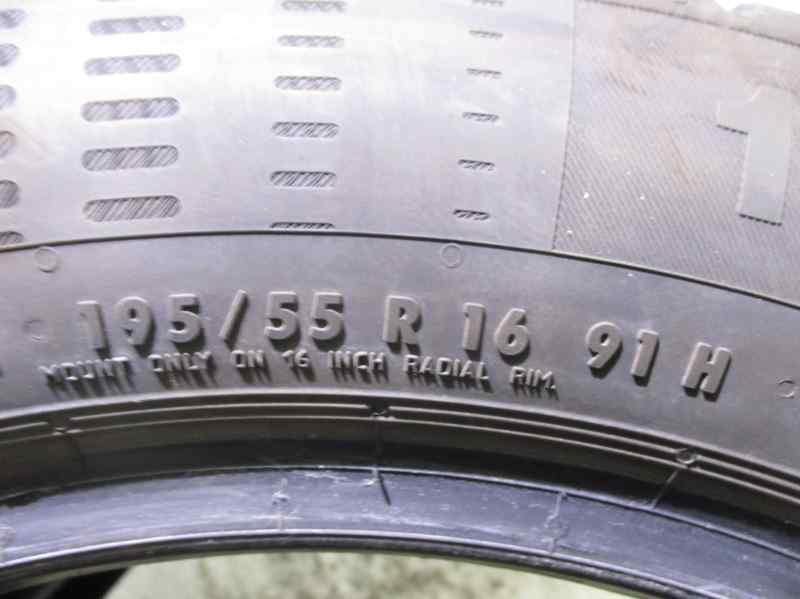 195/55 R 16 91 H
MOUNT ONLY ON 16 INCH RADIAL RIM.